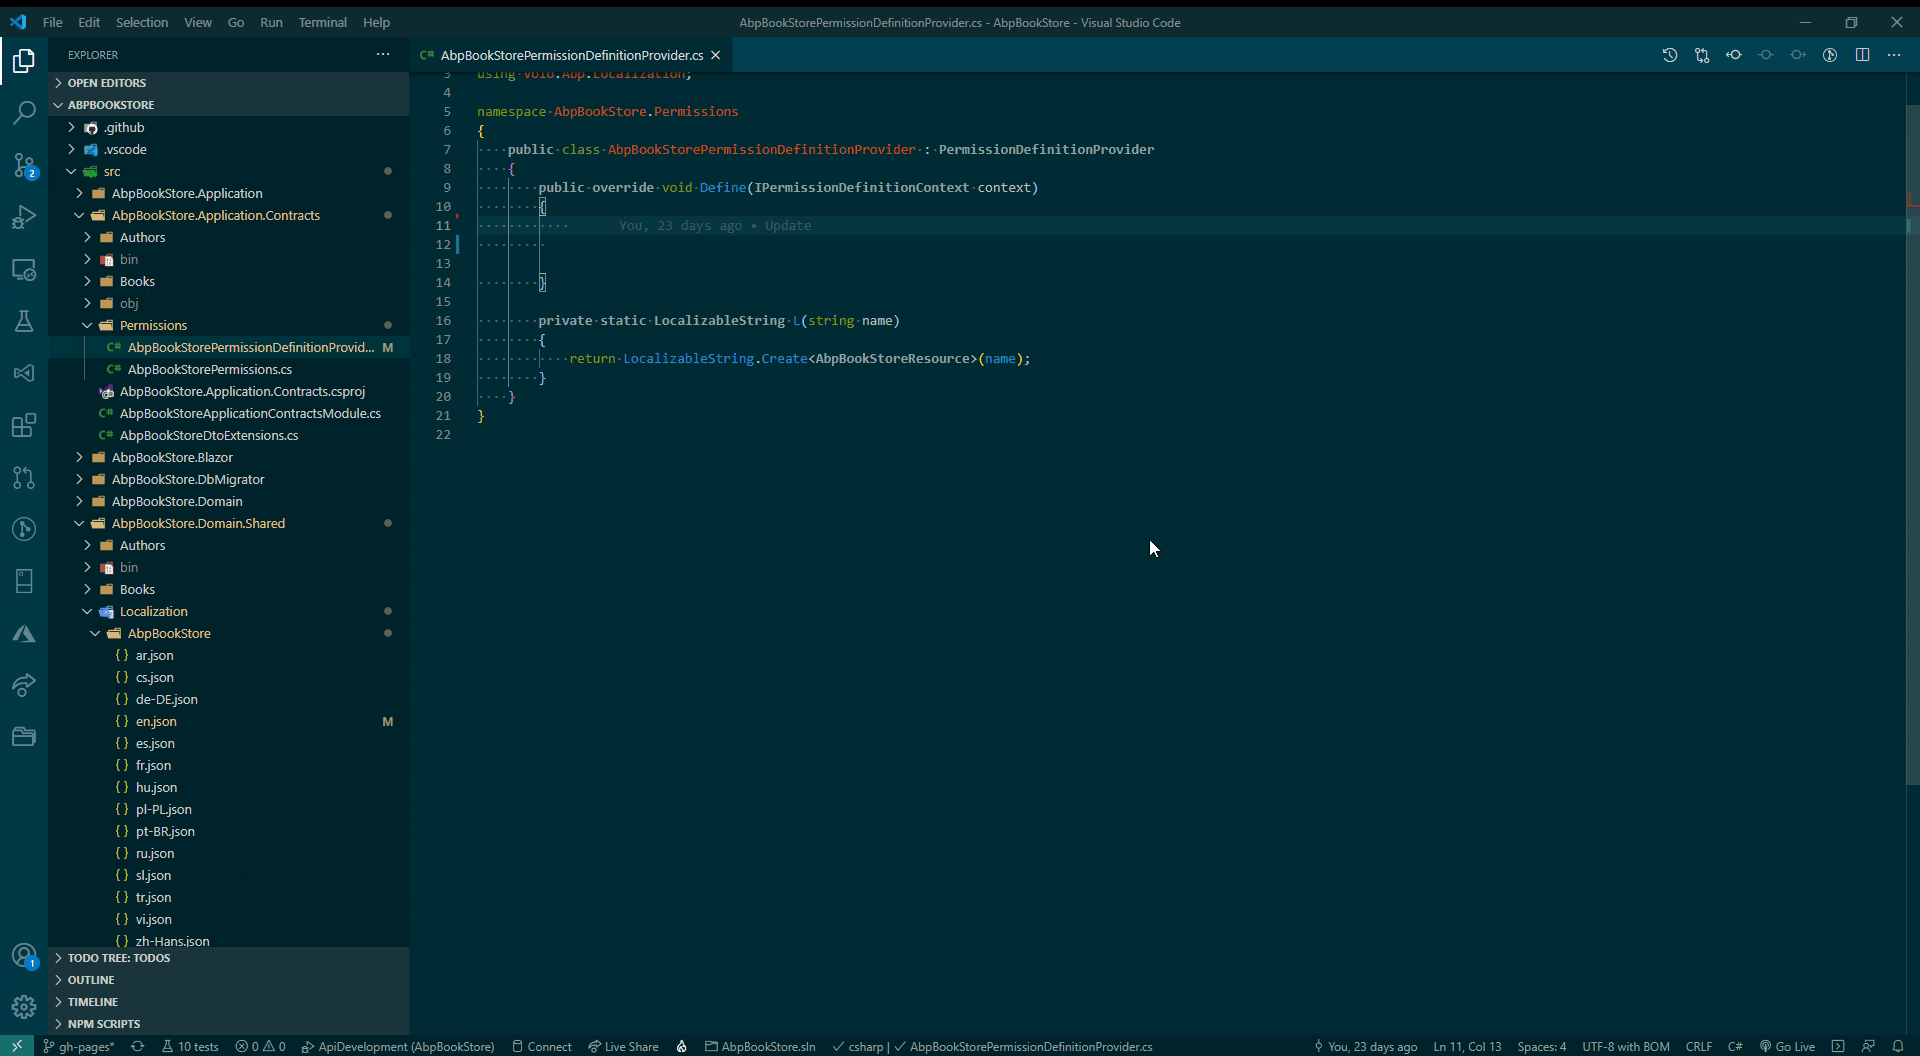 File Edit Selection View Go Run Terminal Help
AbpBookStorePermissionDefinitionProvider.cs - AbpBookStore - Visual Studio Code
EXPLORER
OPEN EDITORS
ABPBOOKSTORE
.github
.vscode
src
AbpBookStore.Application
AbpBookStore.Application.Contracts
Authors
bin
Books
obj
Permissions
AbpBookStorePermissionDefinitionProvid... M
AbpBookStorePermissions.cs
AbpBookStore.Application.Contracts.csproj
AbpBookStoreApplicationContractsModule.cs
AbpBookStoreDtoExtensions.cs
AbpBookStore.Blazor
AbpBookStore.DbMigrator
AbpBookStore.Domain
AbpBookStore.Domain.Shared
Authors
bin
Books
Localization
AbpBookStore
{ } ar.json
{ } cs.json
{ } de-DE.json
{ } en.json M
{ } es.json
{ } fr.json
{ } hu.json
{ } pl-PL.json
{ } pt-BR.json
{ } ru.json
{ } sl.json
{ } tr.json
{ } vi.json
{ } zh-Hans.json
TODO TREE: TODOS
OUTLINE
TIMELINE
NPM SCRIPTS
2
1
C# AbpBookStorePermissionDefinitionProvider.cs
3 using Volo.Abp.Localization;
4
5 namespace AbpBookStore.Permissions
6 {
7 public class AbpBookStorePermissionDefinitionProvider : PermissionDefinitionProvider
8 {
9 public override void Define(IPermissionDefinitionContext context)
10 {
11 You, 23 days ago • Update
12
13
14 }
15
16 private static LocalizableString L(string name)
17 {
18 return LocalizableString.Create<AbpBookStoreResource>(name);
19 }
20 }
21 }
22
gh-pages* 10 tests 0 0 ApiDevelopment (AbpBookStore) Connect Live Share AbpBookStore.sln csharp | AbpBookStorePermissionDefinitionProvider.cs You, 23 days ago Ln 11, Col 13 Spaces: 4 UTF-8 with BOM CRLF C# Go Live